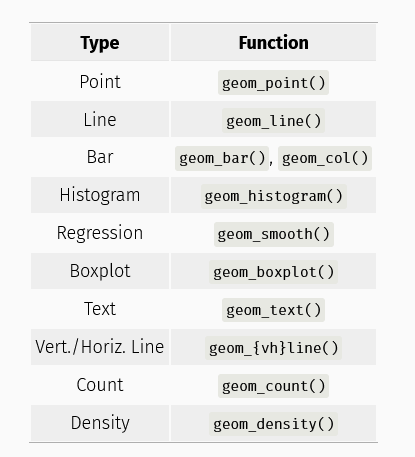 Type Function
Point geom_point()
Line geom_line()
Bar geom_bar(), geom_col()
Histogram geom_histogram()
Regression geom_smooth()
Boxplot geom_boxplot()
Text geom_text()
Vert./Horiz. Line geom_{vh}line()
Count geom_count()
Density geom_density()